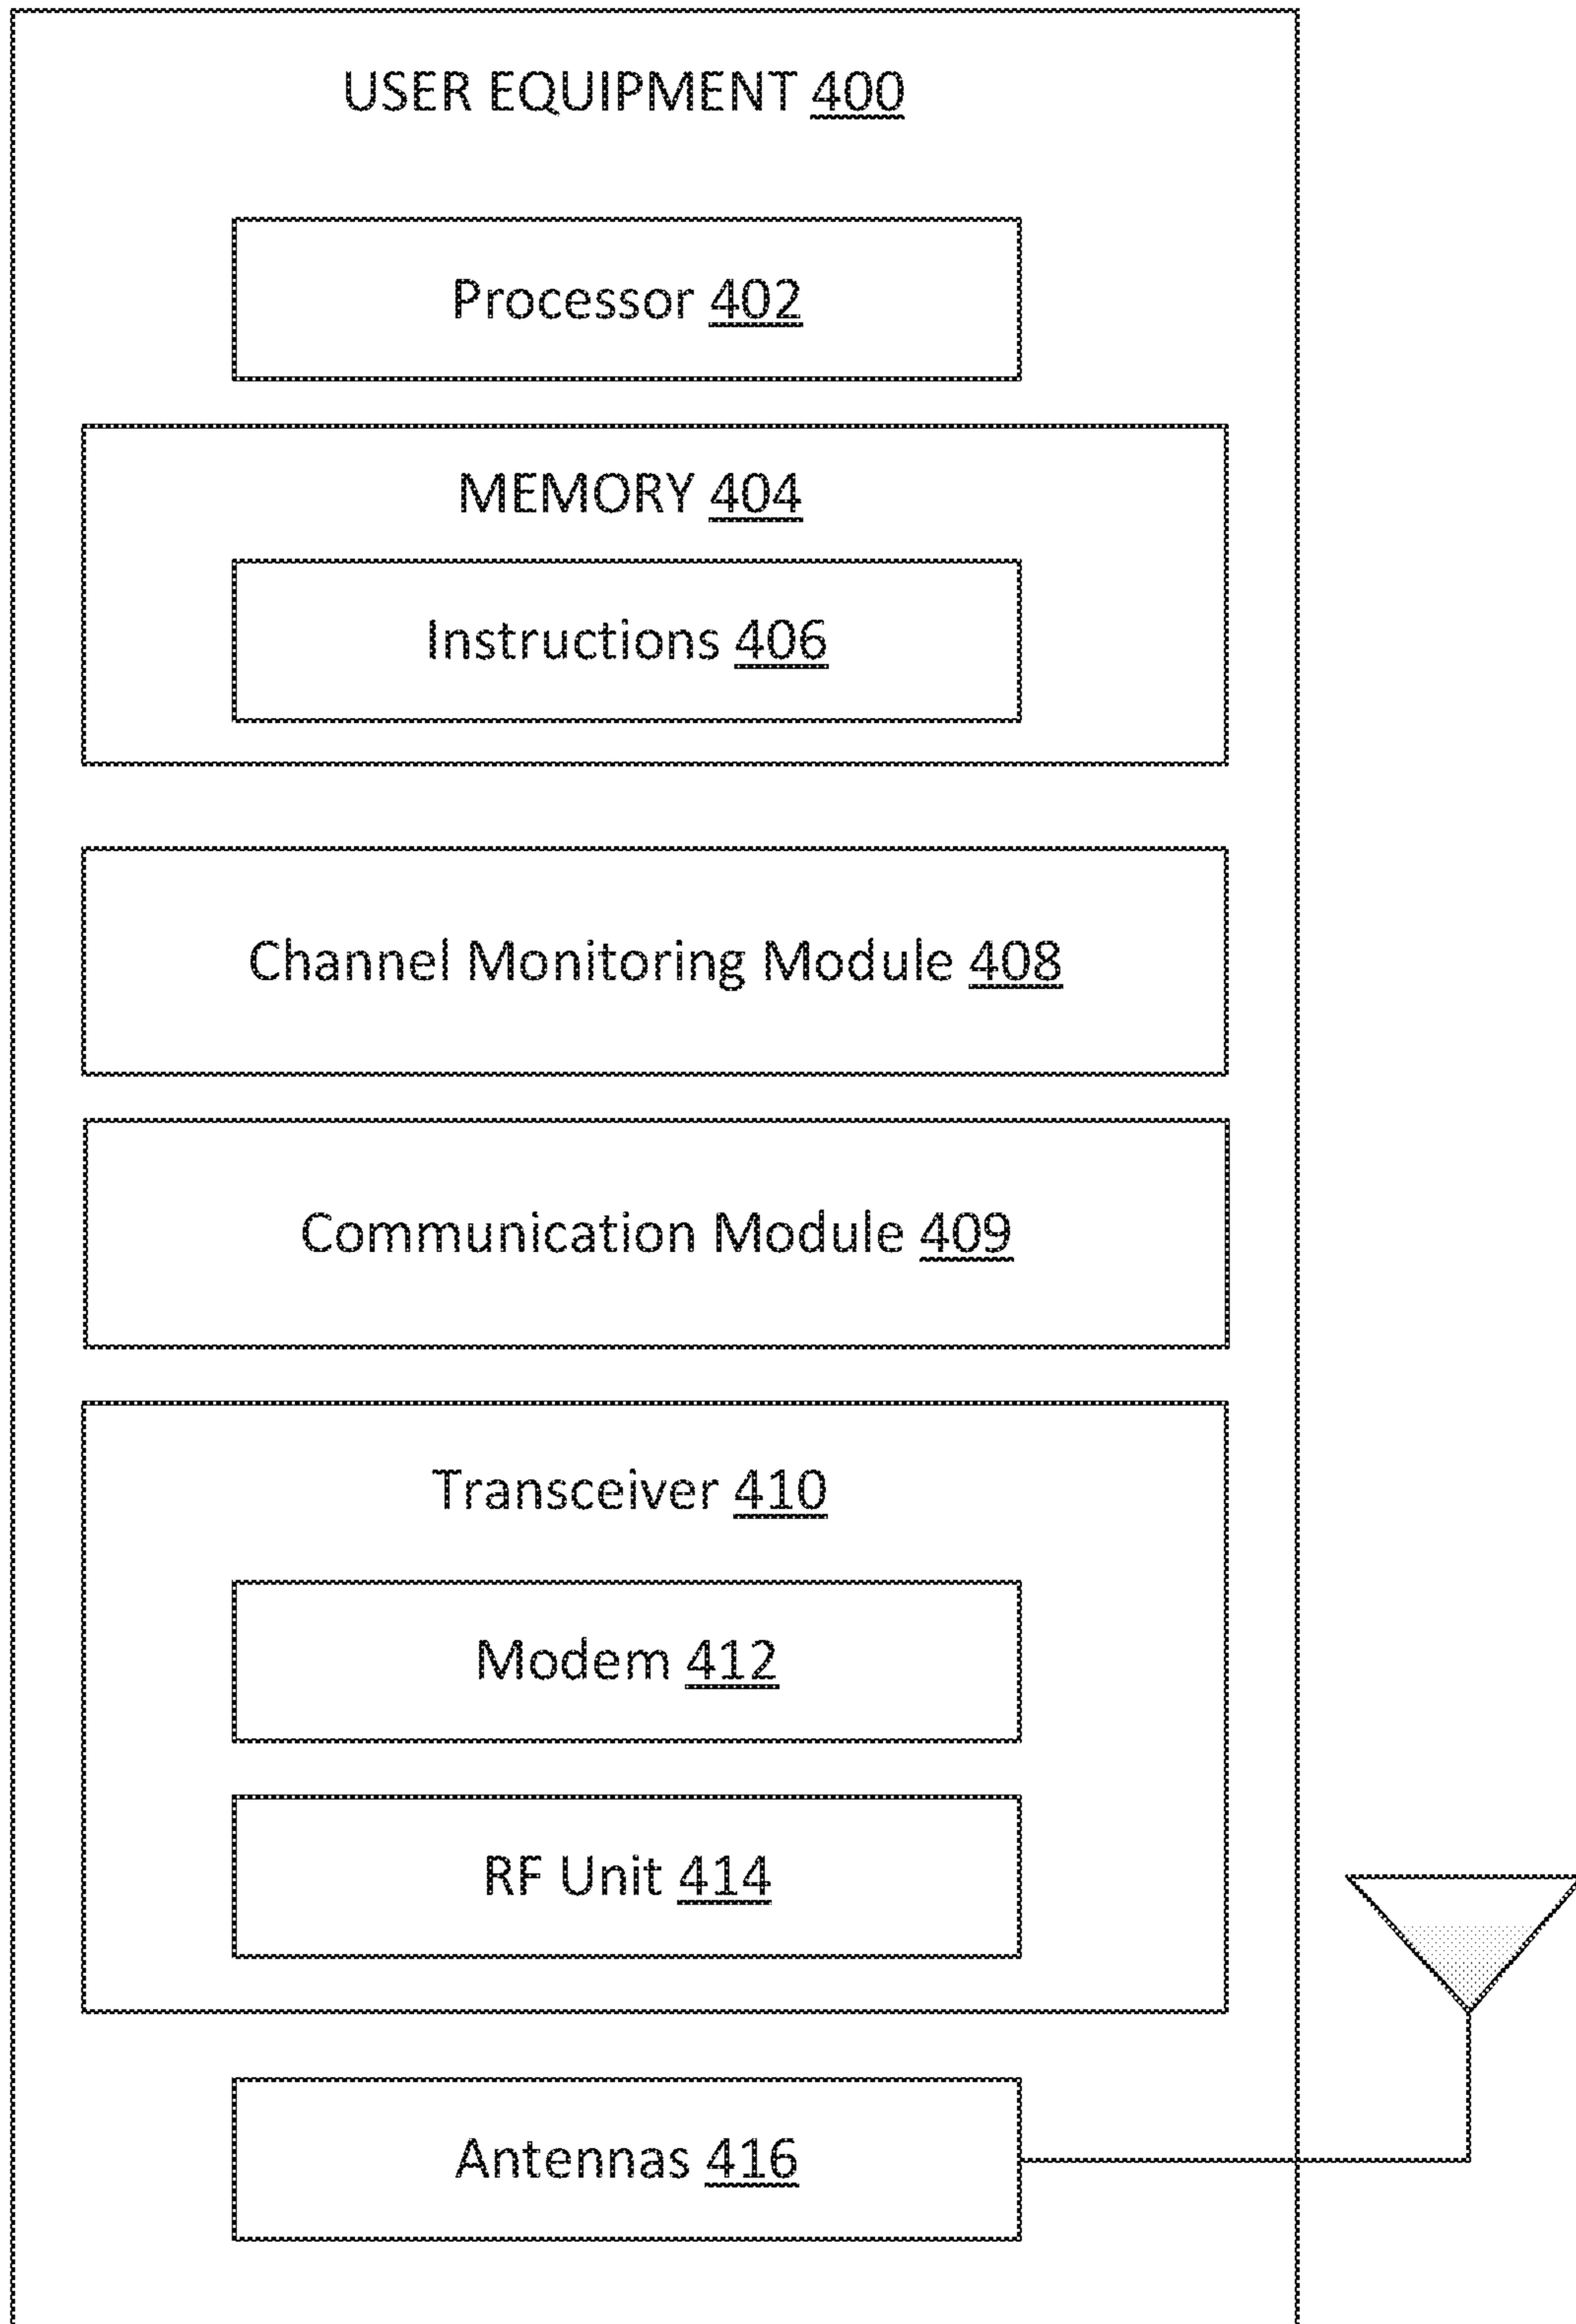 USER EQUIPMENT 400
Processor 402
MEMORY 404
Instructions 406
Channel Monitoring Module 408
Communication Module 409
Transceiver 410
Modem 412
RF Unit 414
Antennas 416